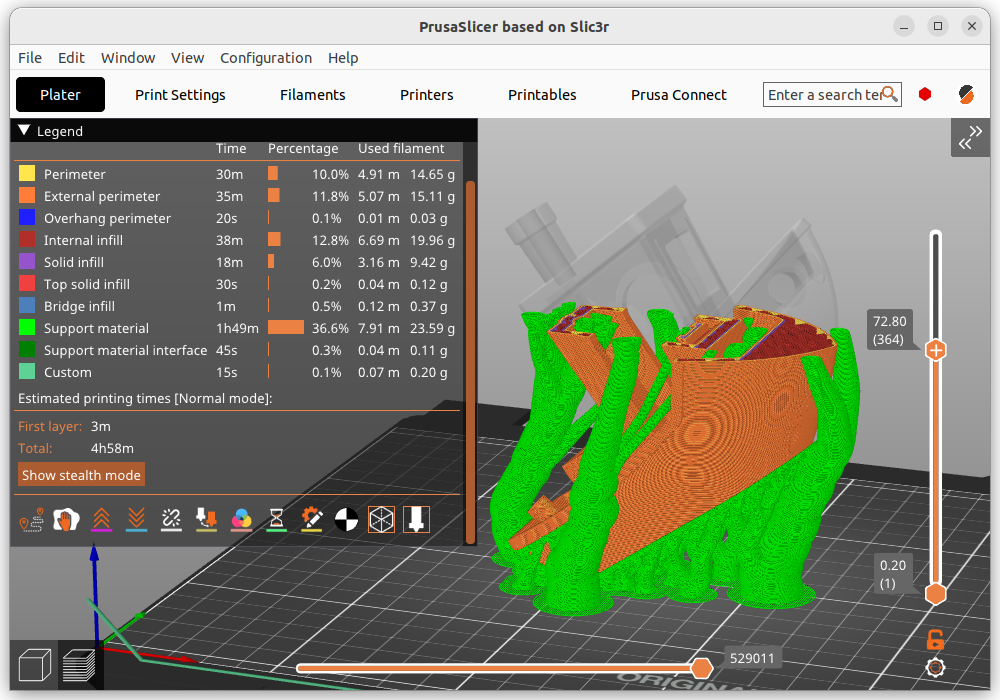 PrusaSlicer based on Slic3r
File Edit Window View Configuration Help
Plater Print Settings Filaments Printers Printables Prusa Connect Enter a search ter
Legend
Time Percentage Used filament
Perimeter 30m 10.0% 4.91 m 14.65 g
External perimeter 35m 11.8% 5.07 m 15.11 g
Overhang perimeter 20s 0.1% 0.01 m 0.03 g
Internal infill 38m 12.8% 6.69 m 19.96 g
Solid infill 18m 6.0% 3.16 m 9.42 g
Top solid infill 30s 0.2% 0.04 m 0.12 g
Bridge infill 1m 0.5% 0.12 m 0.37 g
Support material 1h49m 36.6% 7.91 m 23.59 g
Support material interface 45s 0.3% 0.04 m 0.11 g
Custom 15s 0.1% 0.07 m 0.20 g
Estimated printing times [Normal mode]:
First layer: 3m
Total: 4h58m
Show stealth mode
72.80
(364)
0.20
(1)
529011
ORIGINA